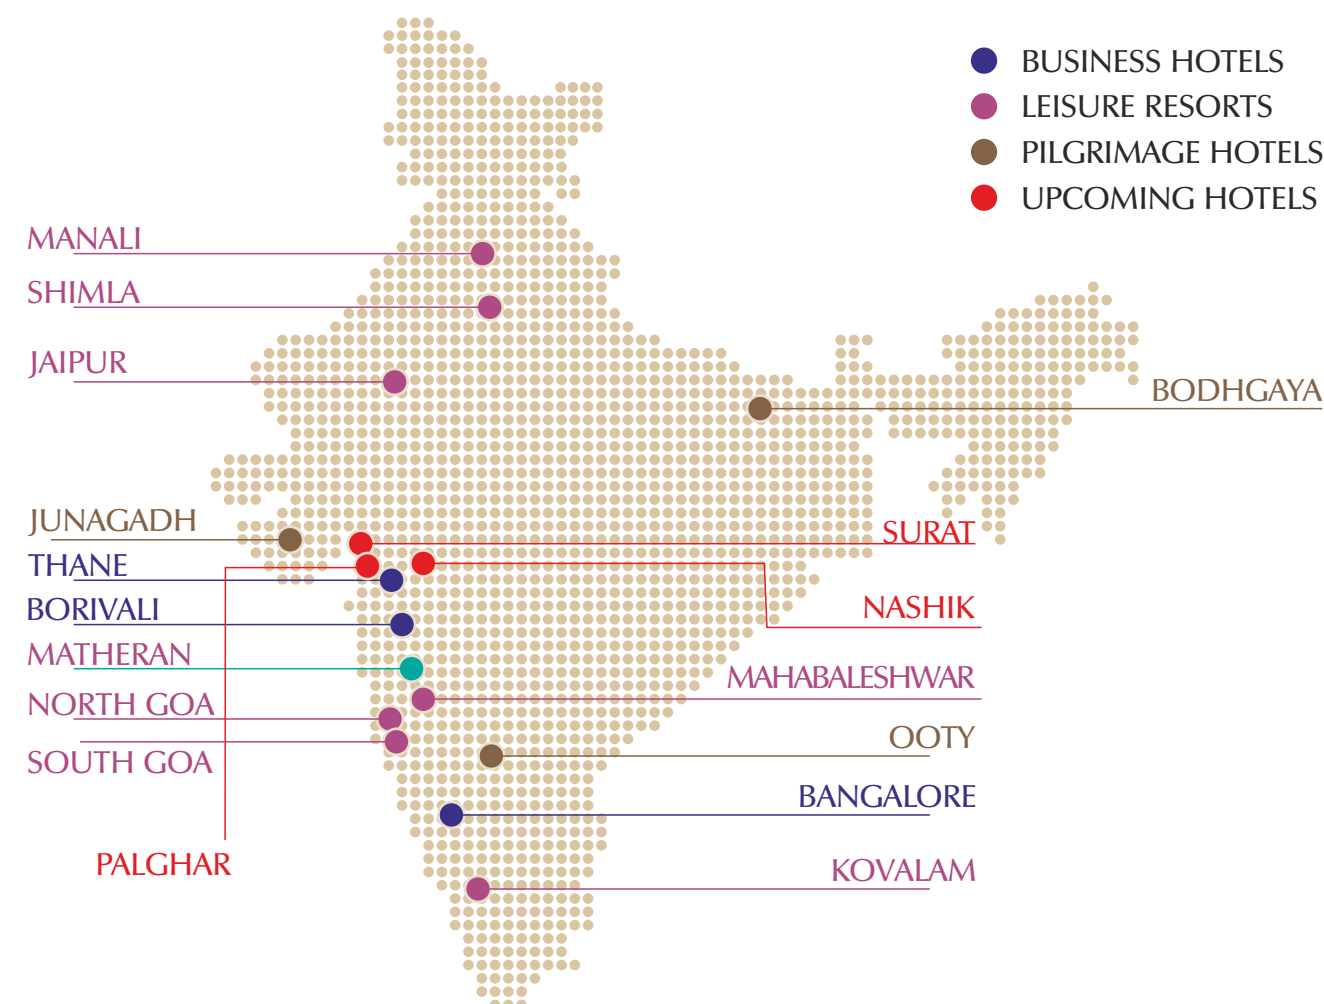 BUSINESS HOTELS
LEISURE RESORTS
PILGRIMAGE HOTELS
UPCOMING HOTELS
MANALI
SHIMLA
JAIPUR
BODHGAYA
JUNAGADH
SURAT
THANE
BORIVALI
NASHIK
MATHERAN
MAHABALESHWAR
NORTH GOA
OOTY
SOUTH GOA
BANGALORE
PALGHAR
KOVALAM